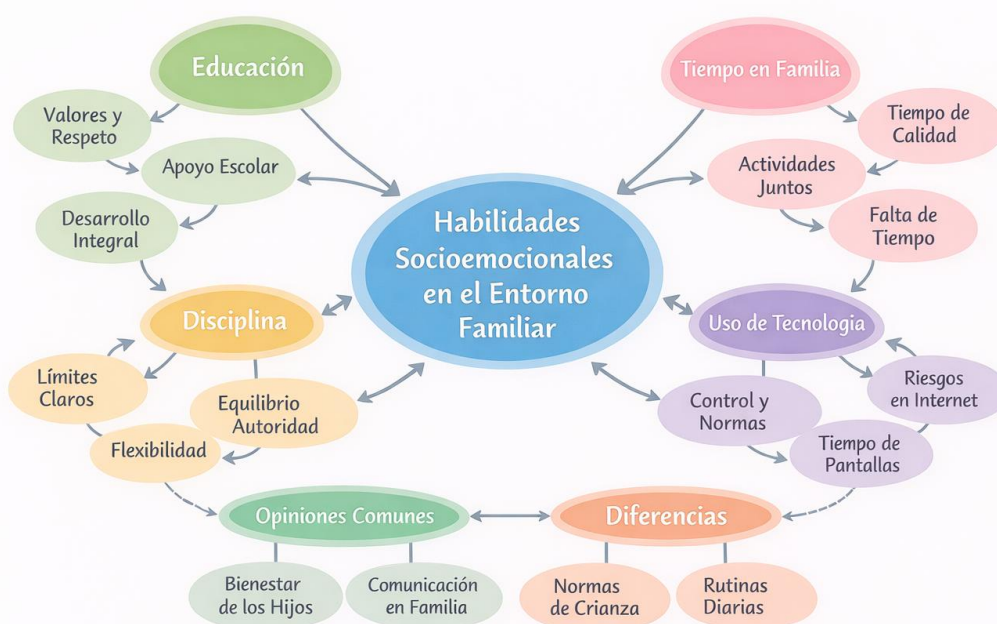 Educación
Tiempo en Familia
Valores y
Respeto
Tiempo de
Calidad
Apoyo Escolar
Actividades
Juntos
Desarrollo
Integral
Falta de
Tiempo
Habilidades
Socioemocionales
en el Entorno
Familiar
Disciplina
Uso de Tecnologia
Límites
Claros
Equilibrio
Autoridad
Flexibilidad
Control y
Normas
Riesgos
en Internet
Tiempo de
Pantallas
Opiniones Comunes
Diferencias
Bienestar
de los Hijos
Comunicación
en Familia
Normas
de Crianza
Rutinas
Diarias